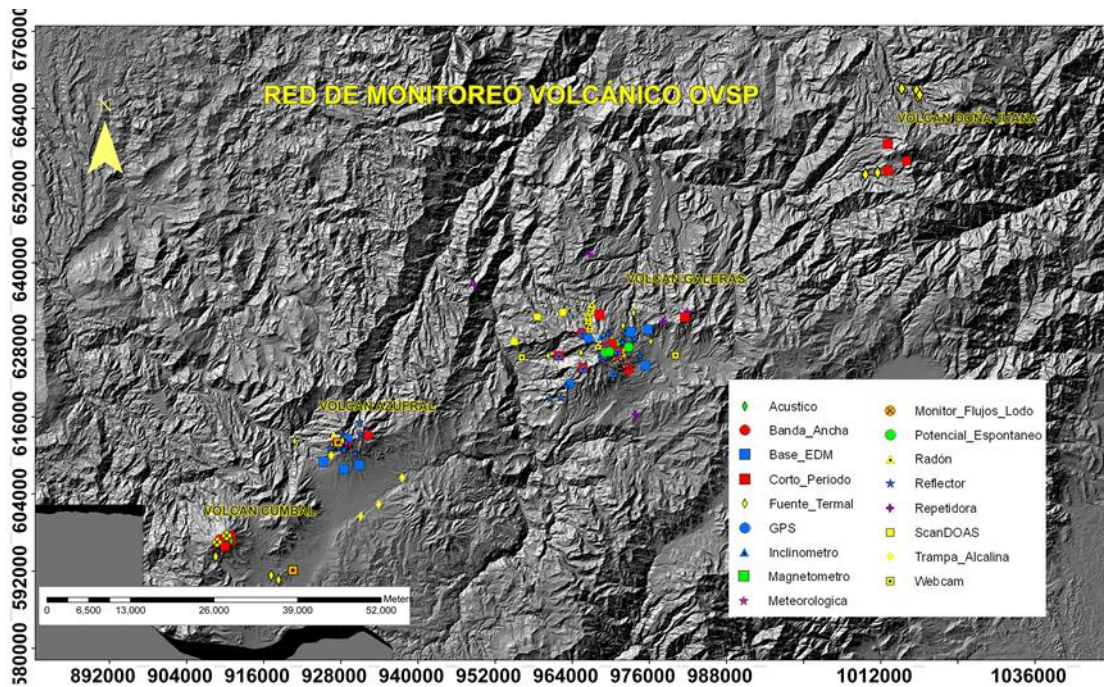 676000
664000
652000
640000
628000
616000
604000
592000
580000
RED DE MONITOREO VOLCÁNICO OVSP
N
VOLCAN DOÑA JUANA
VOLCAN GALERAS
VOLCAN AZUFRAL
VOLCAN CUMBAL
Acustico
Banda_Ancha
Base_EDM
Corto_Periodo
Fuente_Termal
GPS
Inclinometro
Magnetometro
Meteorologica
Monitor_Flujos_Lodo
Potencial_Espontaneo
Radón
Reflector
Repetidora
ScanDOAS
Trampa_Alcalina
Webcam
Meters
0 6,500 13,000 26,000 39,000 52,000
892000 904000 916000 928000 940000 952000 964000 976000 988000 1012000 1036000